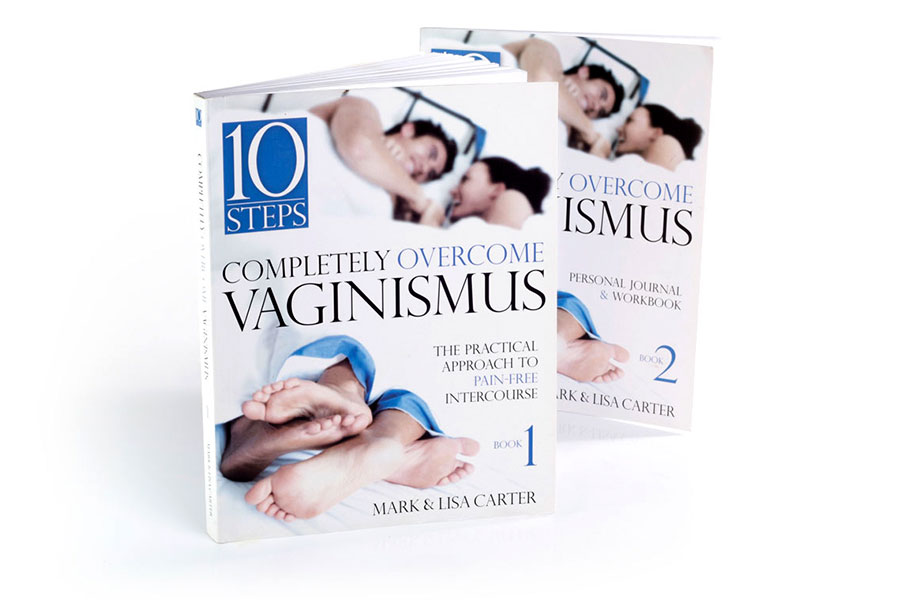 10
STEPS
COMPLETELY OVERCOME
VAGINISMUS
THE PRACTICAL
APPROACH TO
PAIN-FREE
INTERCOURSE
BOOK 1
MARK & LISA CARTER
OVERCOME
ISMUS
PERSONAL JOURNAL
& WORKBOOK
BOOK 2
RK & LISA CARTER